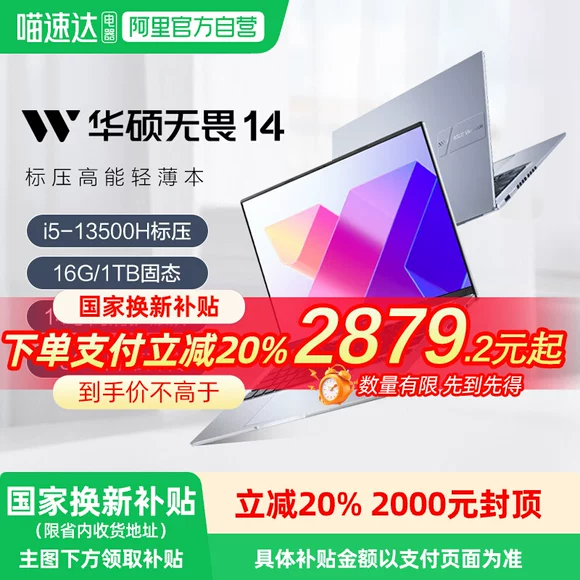 喵速达电器 阿里官方自营
华硕无畏14
标压高能轻薄本
i5-13500H标压
16G/1TB固态
国家换新补贴
下单支付立减20% 2879.2元起
到手价不高于
数量有限,先到先得
国家换新补贴
(限省内收货地址)
主图下方领取补贴
立减20% 2000元封顶
具体补贴金额以支付页面为准